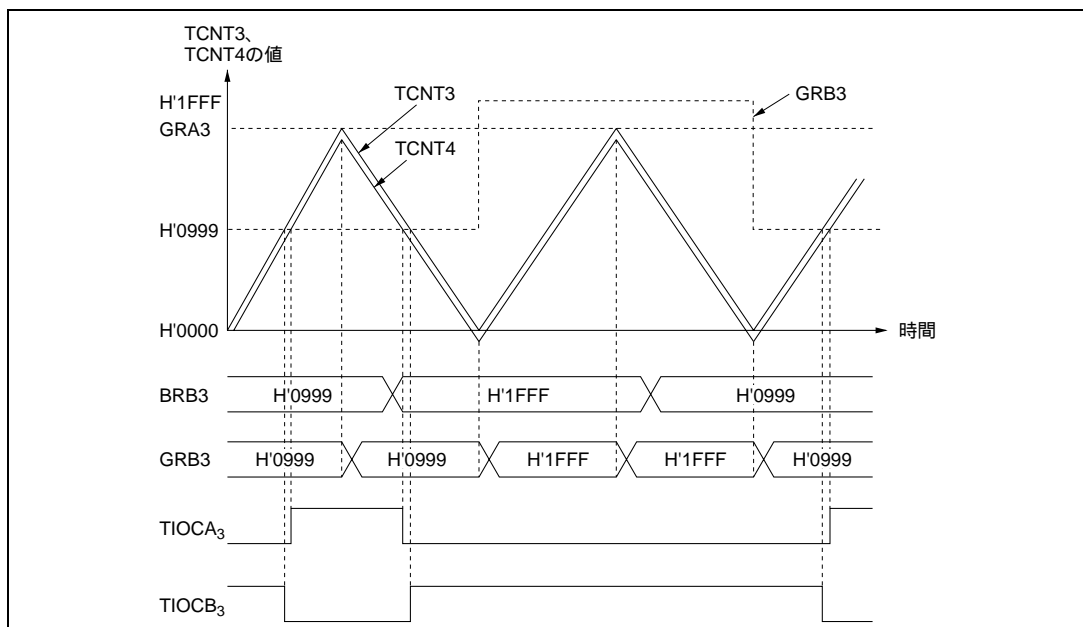 TCNT3、
TCNT4の値
H'1FFF
GRA3
H'0999
H'0000
TCNT3
TCNT4
GRB3
時間
BRB3 H'0999 H'1FFF H'0999
GRB3 H'0999 H'0999 H'1FFF H'1FFF H'0999
TIOCA3
TIOCB3